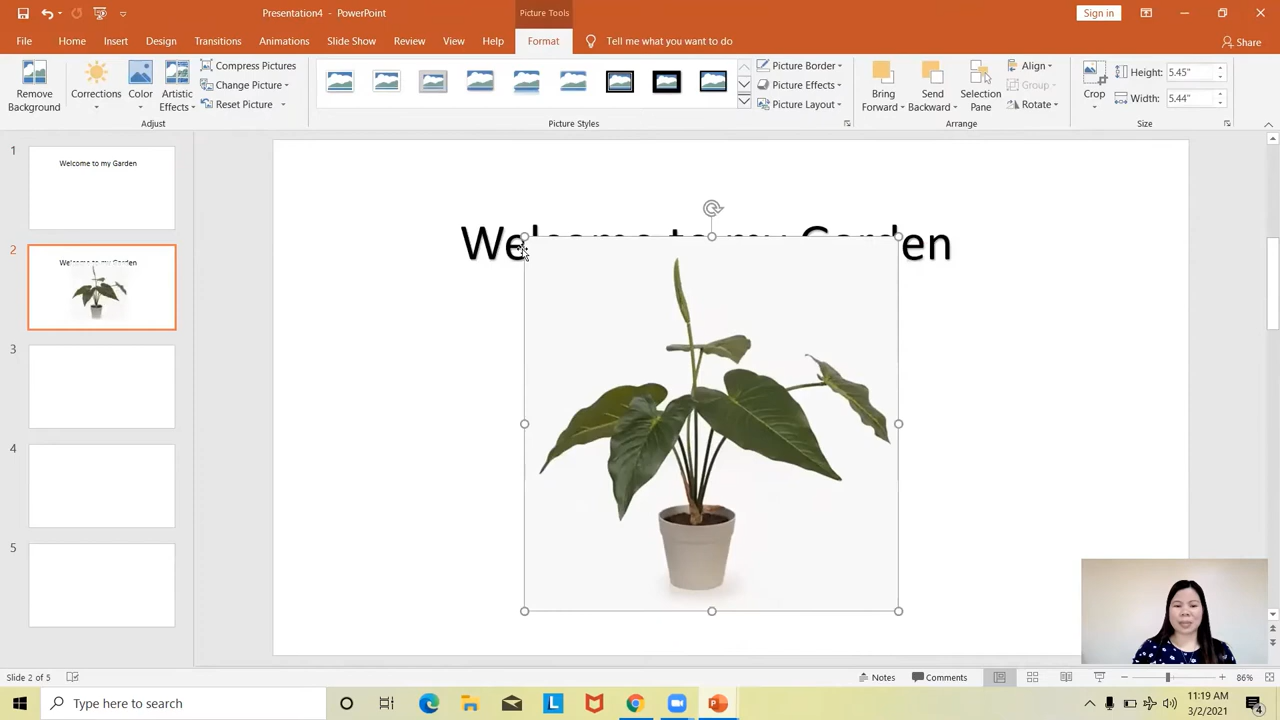 Presentation4 - PowerPoint
Picture Tools
Sign in
File Home Insert Design Transitions Animations Slide Show Review View Help Format Tell me what you want to do
Share
Remove Background
Corrections
Color
Artistic Effects
Compress Pictures
Change Picture
Reset Picture
Adjust
Picture Styles
Picture Border
Picture Effects
Picture Layout
Bring Forward
Send Backward
Selection Pane
Align
Group
Rotate
Arrange
Crop
Height: 5.45"
Width: 5.44"
Size
1
Welcome to my Garden
2
Welcome to my Garden
3
4
5
Welcome to my Garden
Slide 2 of 5
Notes
Comments
86%
Type here to search
11:19 AM
3/2/2021
4